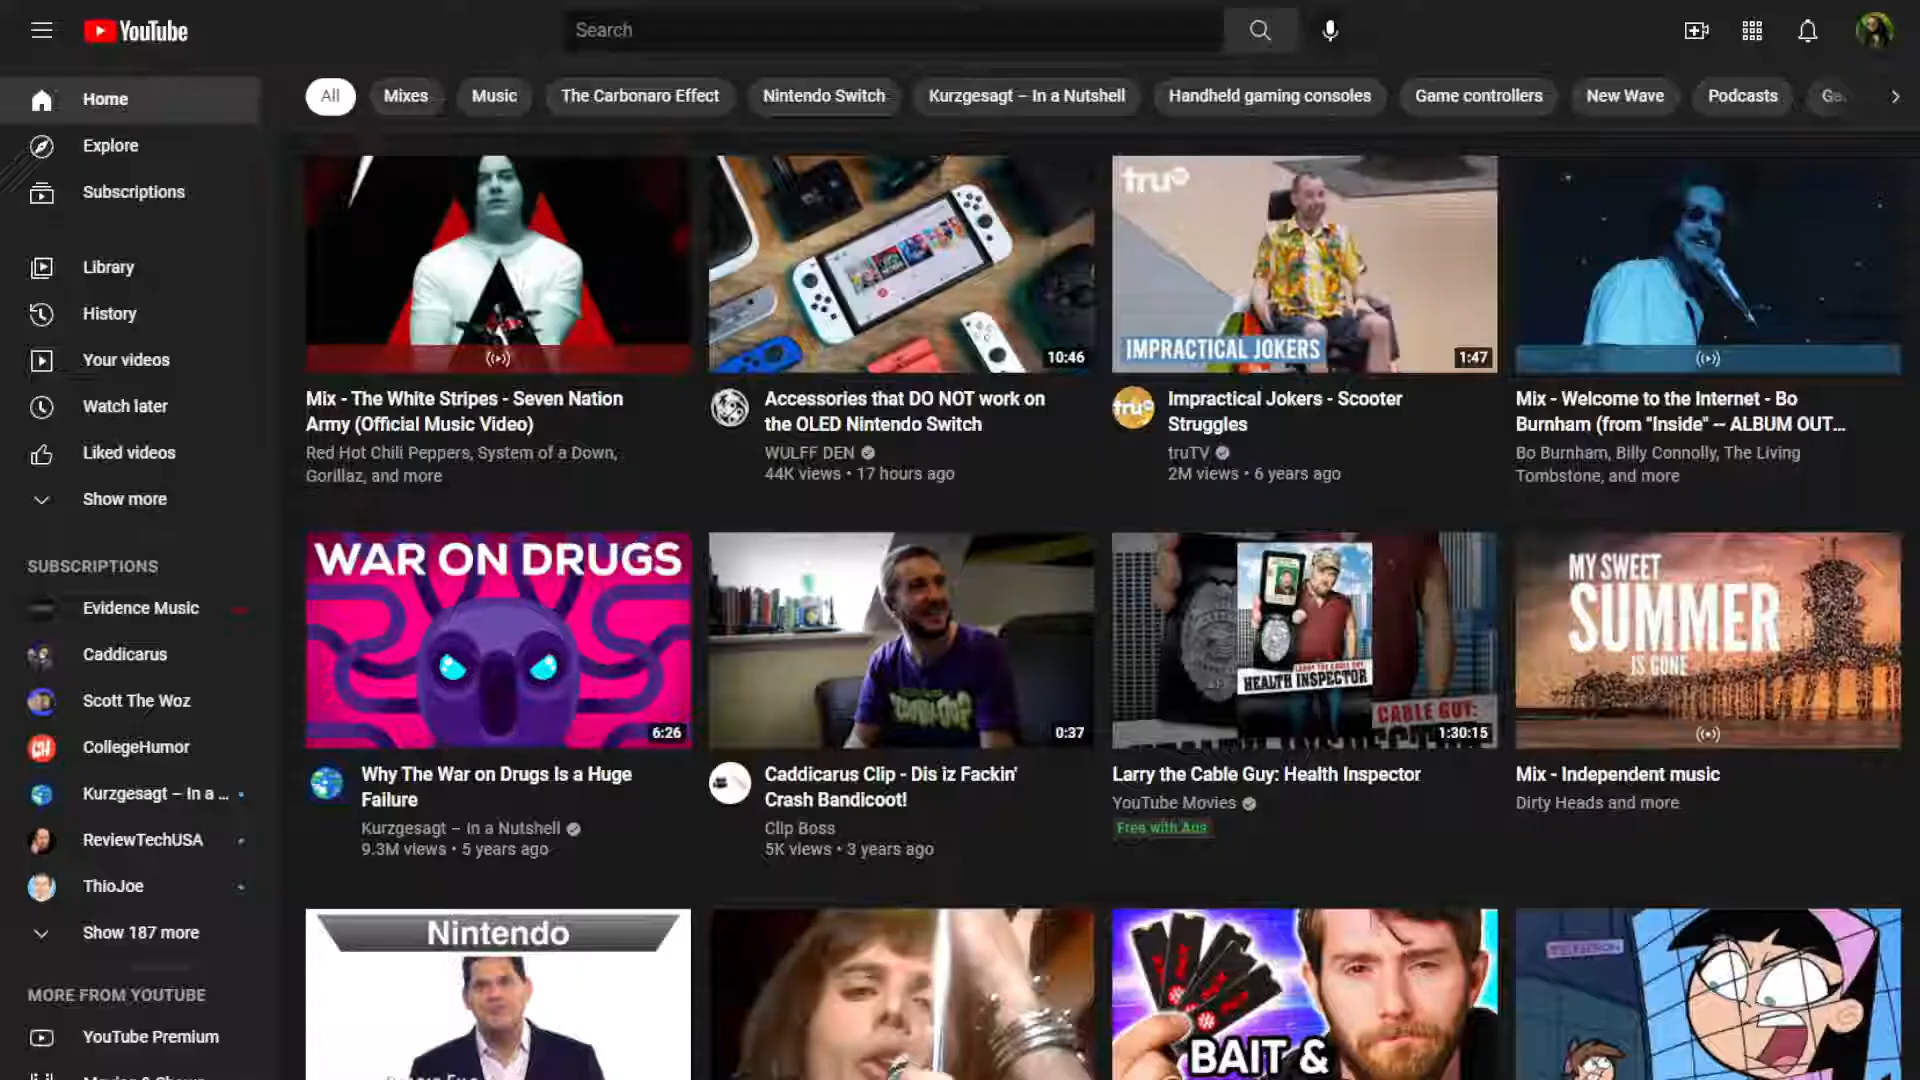 YouTube
Search
Home
Explore
Subscriptions
Library
History
Your videos
Watch later
Liked videos
Show more
SUBSCRIPTIONS
Evidence Music
Caddicarus
Scott The Woz
CollegeHumor
Kurzgesagt – In a ...
ReviewTechUSA
ThioJoe
Show 187 more
MORE FROM YOUTUBE
YouTube Premium
All
Mixes
Music
The Carbonaro Effect
Nintendo Switch
Kurzgesagt – In a Nutshell
Handheld gaming consoles
Game controllers
New Wave
Podcasts
Mix - The White Stripes - Seven Nation
Army (Official Music Video)
Red Hot Chili Peppers, System of a Down,
Gorillaz, and more
10:46
Accessories that DO NOT work on
the OLED Nintendo Switch
WULFF DEN
44K views • 17 hours ago
tru
IMPRACTICAL JOKERS
1:47
tru
Impractical Jokers - Scooter
Struggles
truTV
2M views • 6 years ago
Mix - Welcome to the Internet - Bo
Burnham (from "Inside" -- ALBUM OUT...
Bo Burnham, Billy Connolly, The Living
Tombstone, and more
WAR ON DRUGS
6:26
Why The War on Drugs Is a Huge
Failure
Kurzgesagt – In a Nutshell
9.3M views • 5 years ago
0:37
Caddicarus Clip - Dis iz Fackin'
Crash Bandicoot!
Clip Boss
5K views • 3 years ago
LARRY THE CABLE GUY
HEALTH INSPECTOR
CABLE GUY:
1:30:15
Larry the Cable Guy: Health Inspector
YouTube Movies
Free with Ads
MY SWEET
SUMMER
IS GONE
Mix - Independent music
Dirty Heads and more
Nintendo
BAIT &